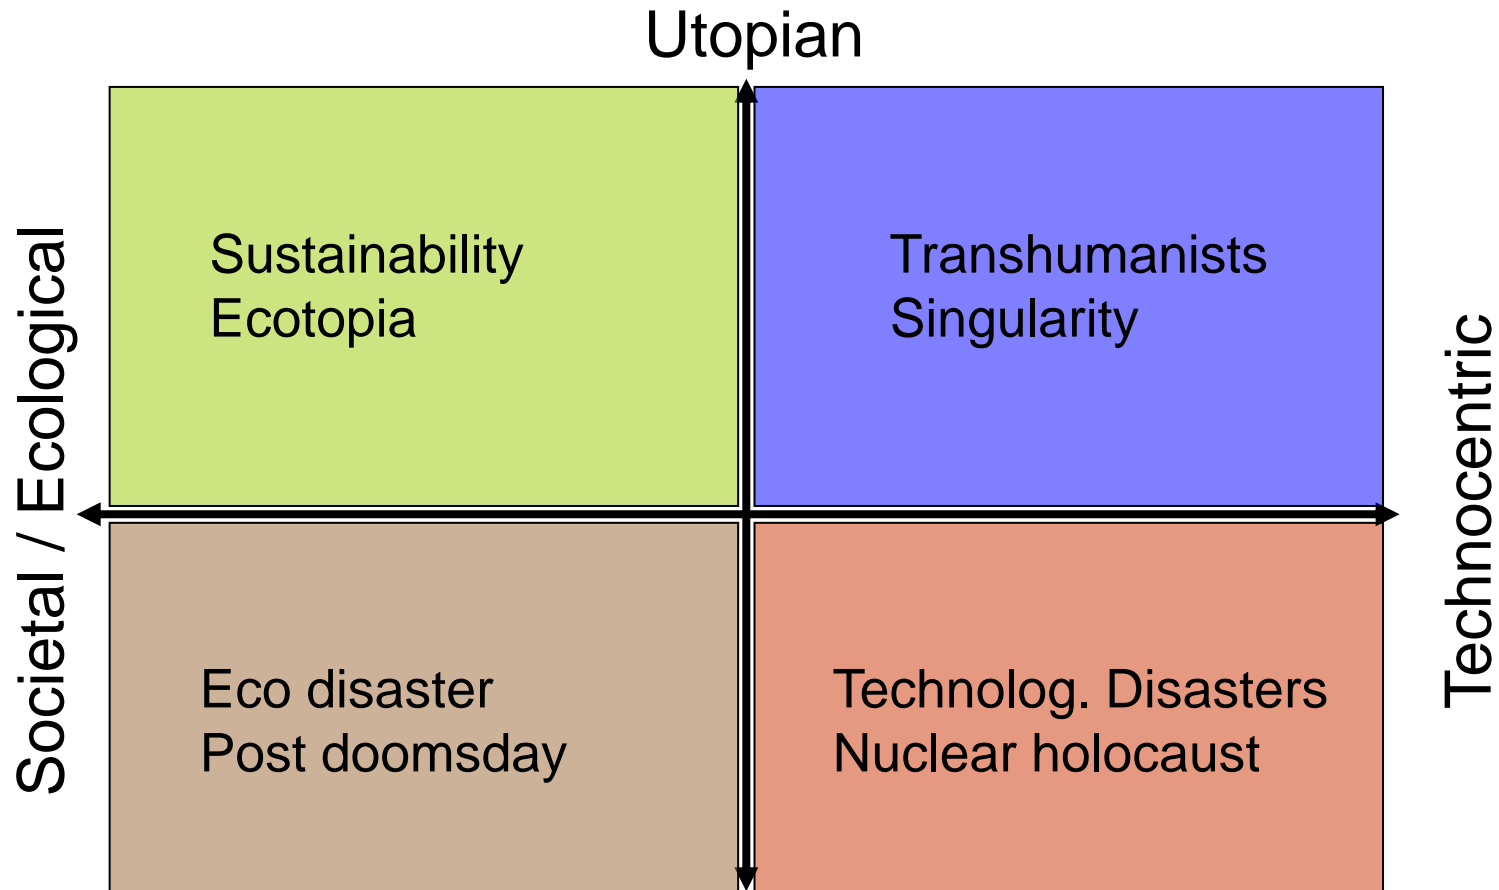 Utopian
Societal / Ecological
Sustainability
Ecotopia
Transhumanists
Singularity
Technocentric
Eco disaster
Post doomsday
Technolog. Disasters
Nuclear holocaust